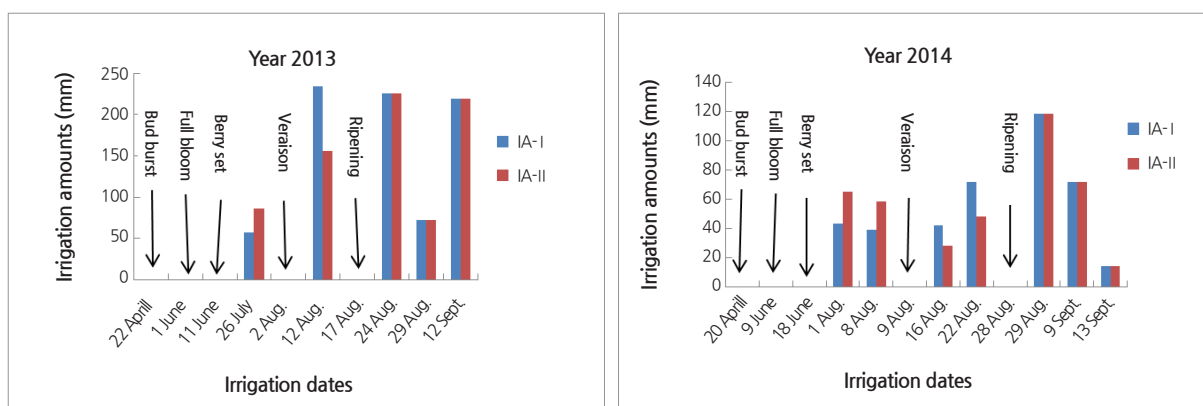 Year 2013
Irrigation amounts (mm)
250
200
150
100
50
0
Bud burst
Full bloom
Berry set
Veraison
Ripening
IA-I
IA-II
22 Aprill
1 June
11 June
26 July
2 Aug.
12 Aug.
17 Aug.
24 Aug.
29 Aug.
12 Sept.
Irrigation dates
Year 2014
Irrigation amounts (mm)
140
120
100
80
60
40
20
0
Bud burst
Full bloom
Berry set
Veraison
Ripening
IA-I
IA-II
20 Aprill
9 June
18 June
1 Aug.
8 Aug.
9 Aug.
16 Aug.
22 Aug.
28 Aug.
29 Aug.
9 Sept.
13 Sept.
Irrigation dates